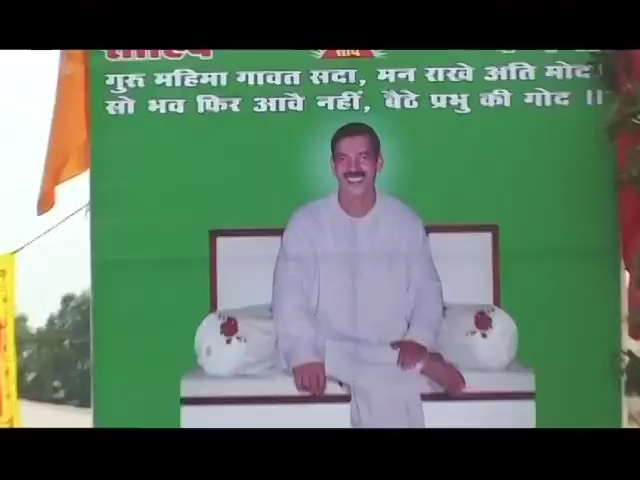 गुरू महिमा गावत सदा, मन राखे अति मोद।
सो भव फिर आवै नहीं, बैठे प्रभु की गोद ।।